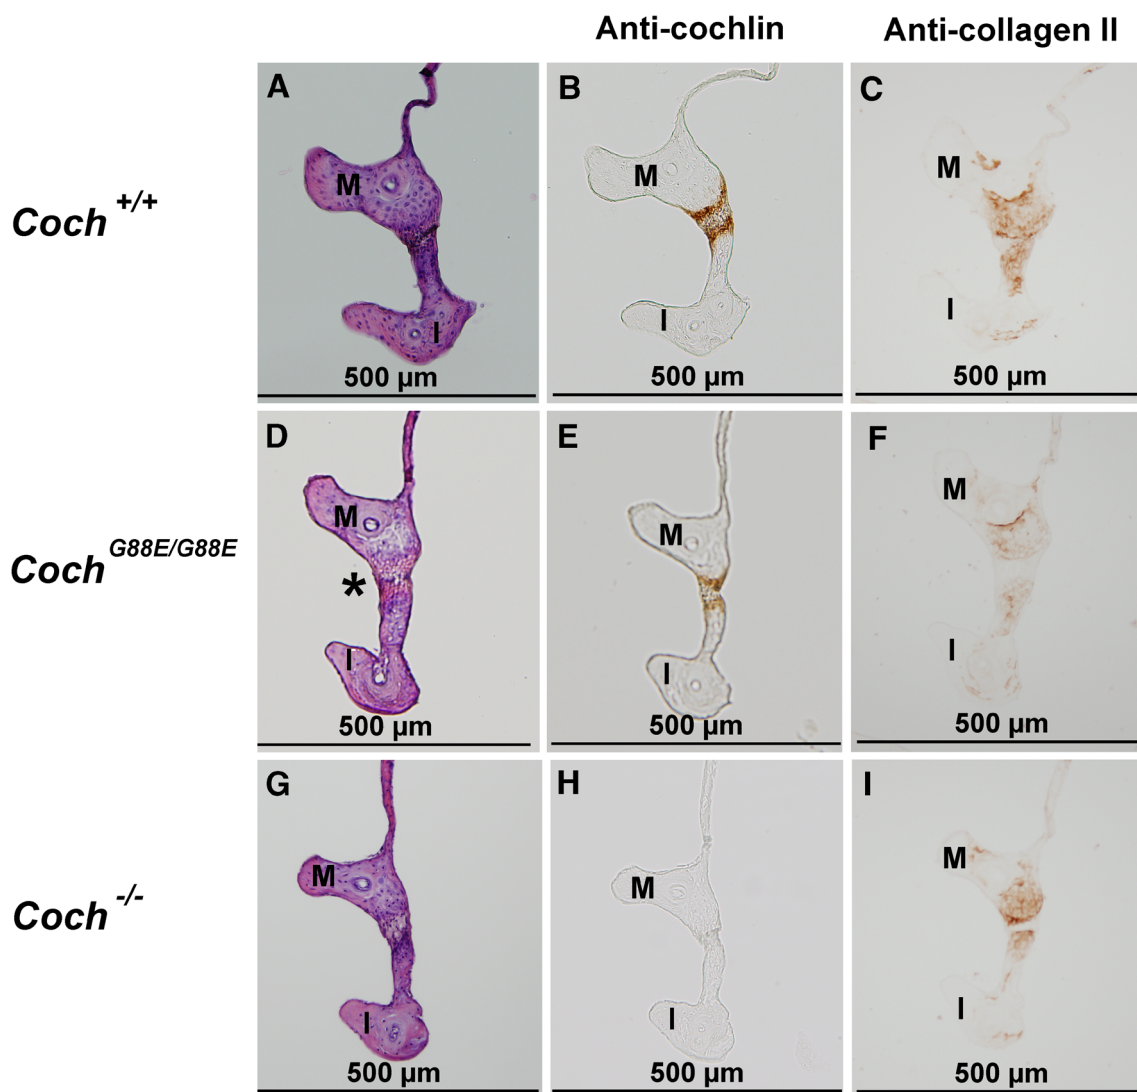 Anti-cochlin Anti-collagen II
A B C
M M M
Coch +/+
I I I
500 µm 500 µm 500 µm
D E F
M M M
Coch G88E/G88E
*
I I I
500 µm 500 µm 500 µm
G H I
M M M
Coch -/-
I I I
500 µm 500 µm 500 µm